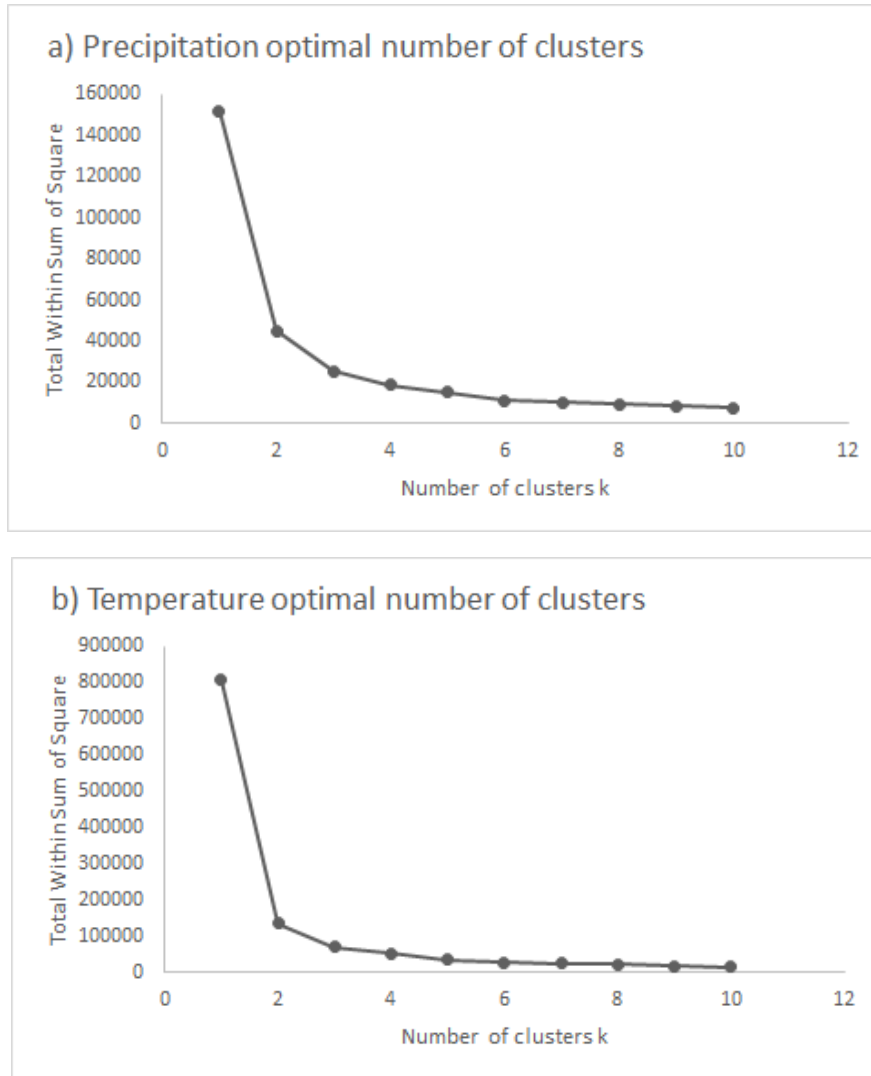 a) Precipitation optimal number of clusters
Total Within Sum of Square
160000
140000
120000
100000
80000
60000
40000
20000
0
0 2 4 6 8 10 12
Number of clusters k
b) Temperature optimal number of clusters
Total Within Sum of Square
900000
800000
700000
600000
500000
400000
300000
200000
100000
0
0 2 4 6 8 10 12
Number of clusters k